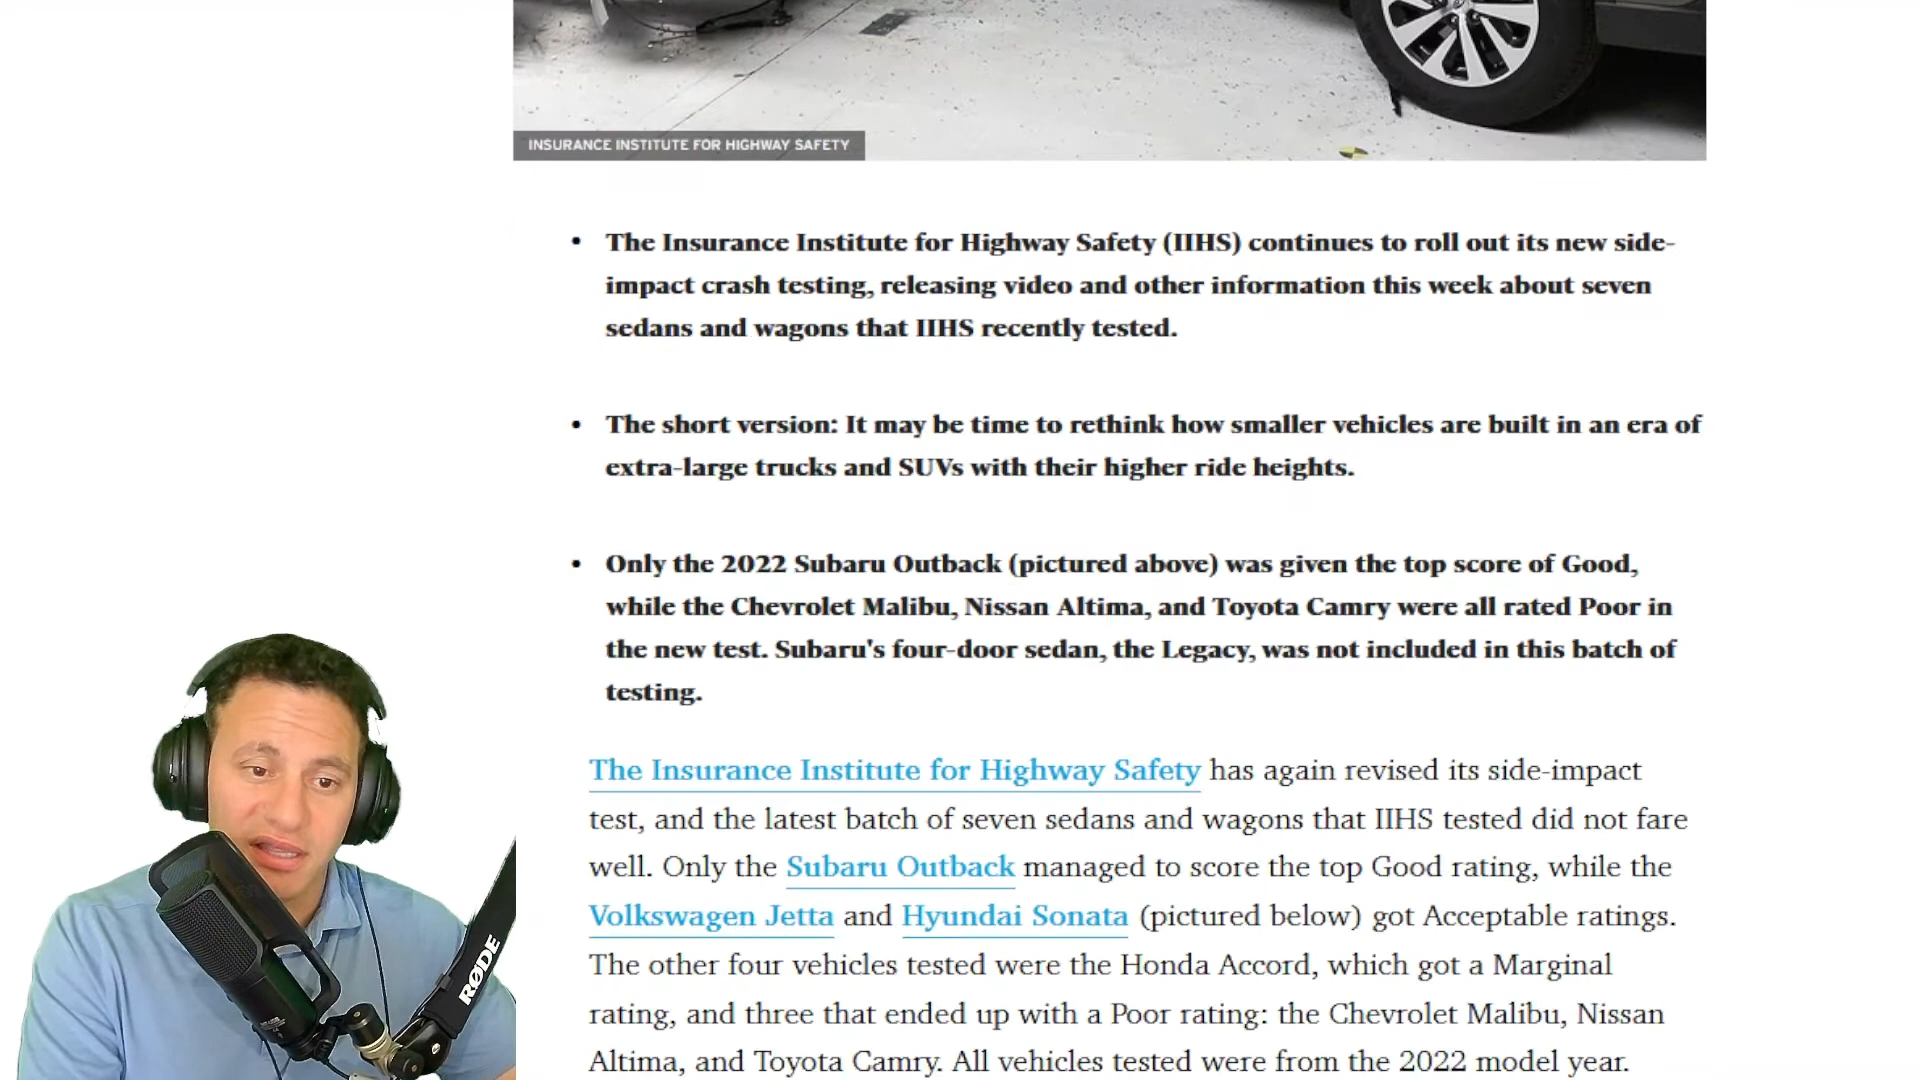 INSURANCE INSTITUTE FOR HIGHWAY SAFETY
• The Insurance Institute for Highway Safety (IIHS) continues to roll out its new side-
impact crash testing, releasing video and other information this week about seven
sedans and wagons that IIHS recently tested.
• The short version: It may be time to rethink how smaller vehicles are built in an era of
extra-large trucks and SUVs with their higher ride heights.
• Only the 2022 Subaru Outback (pictured above) was given the top score of Good,
while the Chevrolet Malibu, Nissan Altima, and Toyota Camry were all rated Poor in
the new test. Subaru's four-door sedan, the Legacy, was not included in this batch of
testing.
The Insurance Institute for Highway Safety has again revised its side-impact
test, and the latest batch of seven sedans and wagons that IIHS tested did not fare
well. Only the Subaru Outback managed to score the top Good rating, while the
Volkswagen Jetta and Hyundai Sonata (pictured below) got Acceptable ratings.
The other four vehicles tested were the Honda Accord, which got a Marginal
rating, and three that ended up with a Poor rating: the Chevrolet Malibu, Nissan
Altima, and Toyota Camry. All vehicles tested were from the 2022 model year.
RØDE